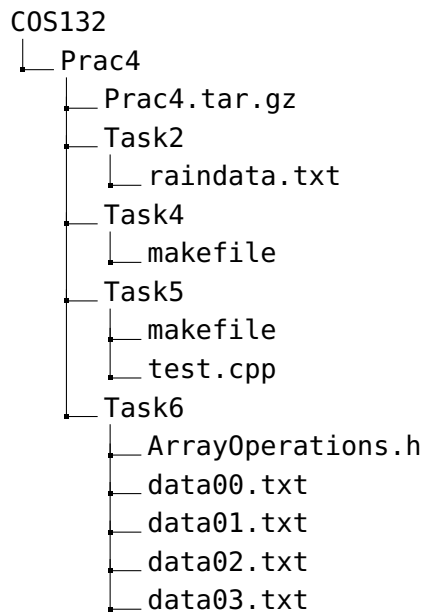 COS132
Prac4
Prac4.tar.gz
Task2
raindata.txt
Task4
makefile
Task5
makefile
test.cpp
Task6
ArrayOperations.h
data00.txt
data01.txt
data02.txt
data03.txt